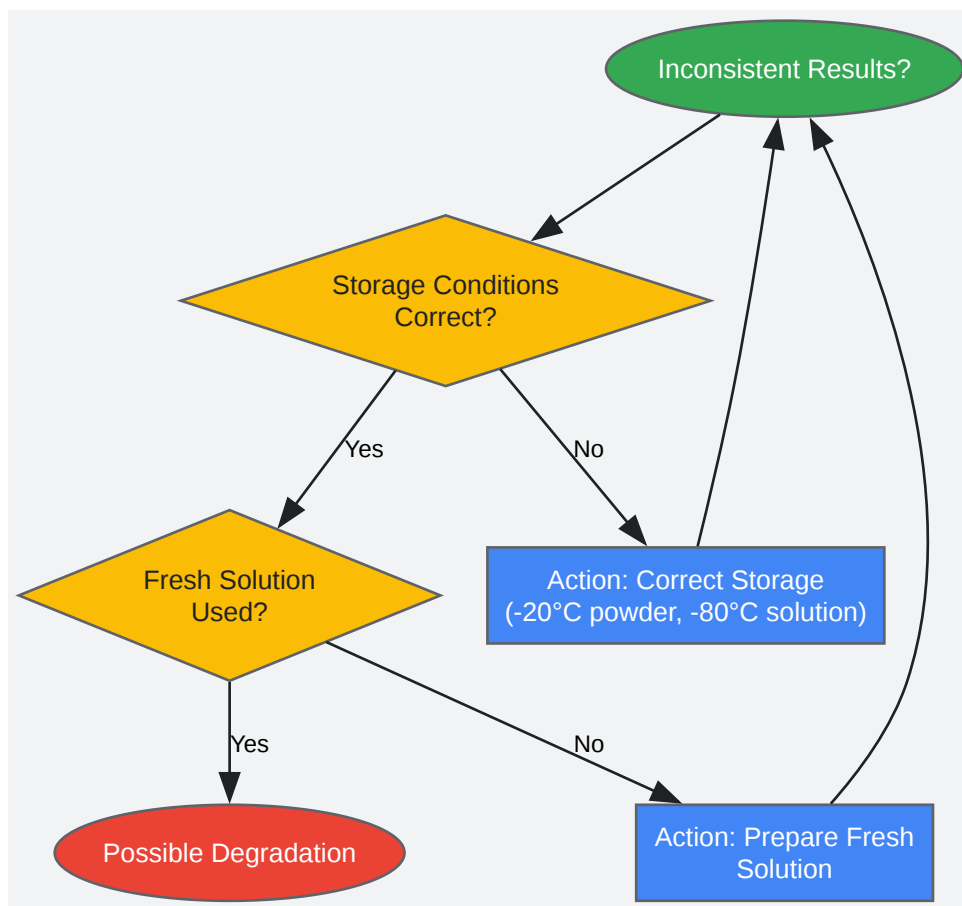 Inconsistent Results?
Storage Conditions
Correct?
Yes
No
Fresh Solution
Used?
Action: Correct Storage
(-20°C powder, -80°C solution)
Yes
No
Possible Degradation
Action: Prepare Fresh
Solution